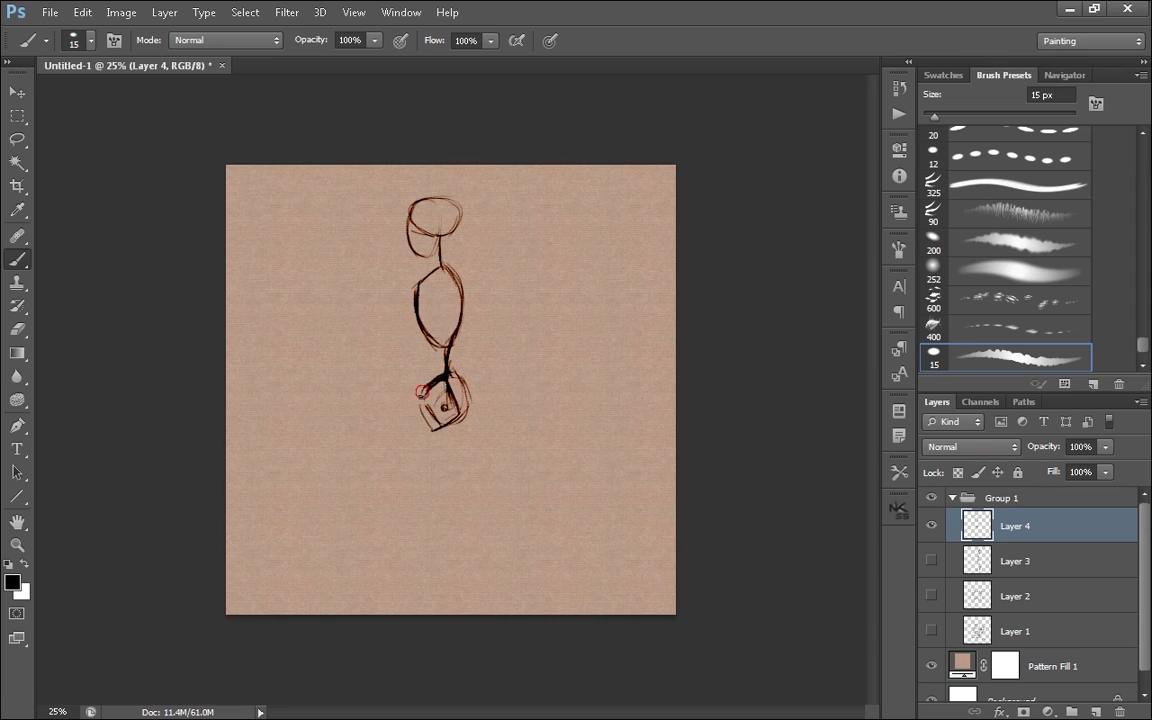 Ps File Edit Image Layer Type Select Filter 3D View Window Help
15 Mode: Normal Opacity: 100% Flow: 100% Painting
Untitled-1 @ 25% (Layer 4, RGB/8) * ×
Swatches Brush Presets Navigator
Size: 15 px
20
12
325
90
200
252
600
400
15
Layers Channels Paths
Kind
Normal Opacity: 100%
Lock: Fill: 100%
Group 1
Layer 4
Layer 3
Layer 2
Layer 1
Pattern Fill 1
Background
25% Doc: 11.4M/61.0M